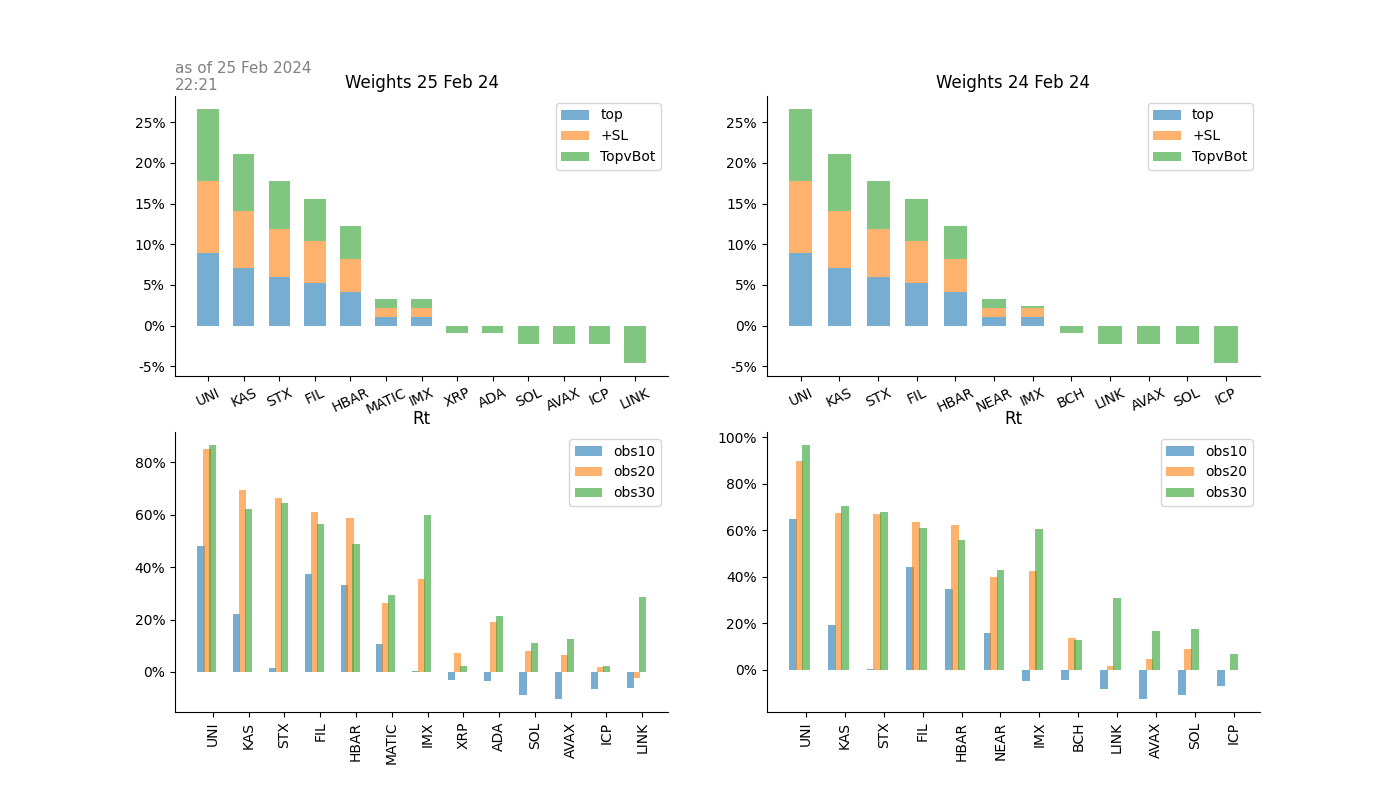 as of 25 Feb 2024
22:21
Weights 25 Feb 24
25%
20%
15%
10%
5%
0%
-5%
top
+SL
TopvBot
UNI KAS STX FIL HBAR MATIC IMX XRP ADA SOL AVAX ICP LINK
Weights 24 Feb 24
25%
20%
15%
10%
5%
0%
-5%
top
+SL
TopvBot
UNI KAS STX FIL HBAR NEAR IMX BCH LINK AVAX SOL ICP
Rt
80%
60%
40%
20%
0%
obs10
obs20
obs30
UNI KAS STX FIL HBAR MATIC IMX XRP ADA SOL AVAX ICP LINK
Rt
100%
80%
60%
40%
20%
0%
obs10
obs20
obs30
UNI KAS STX FIL HBAR NEAR IMX BCH LINK AVAX SOL ICP